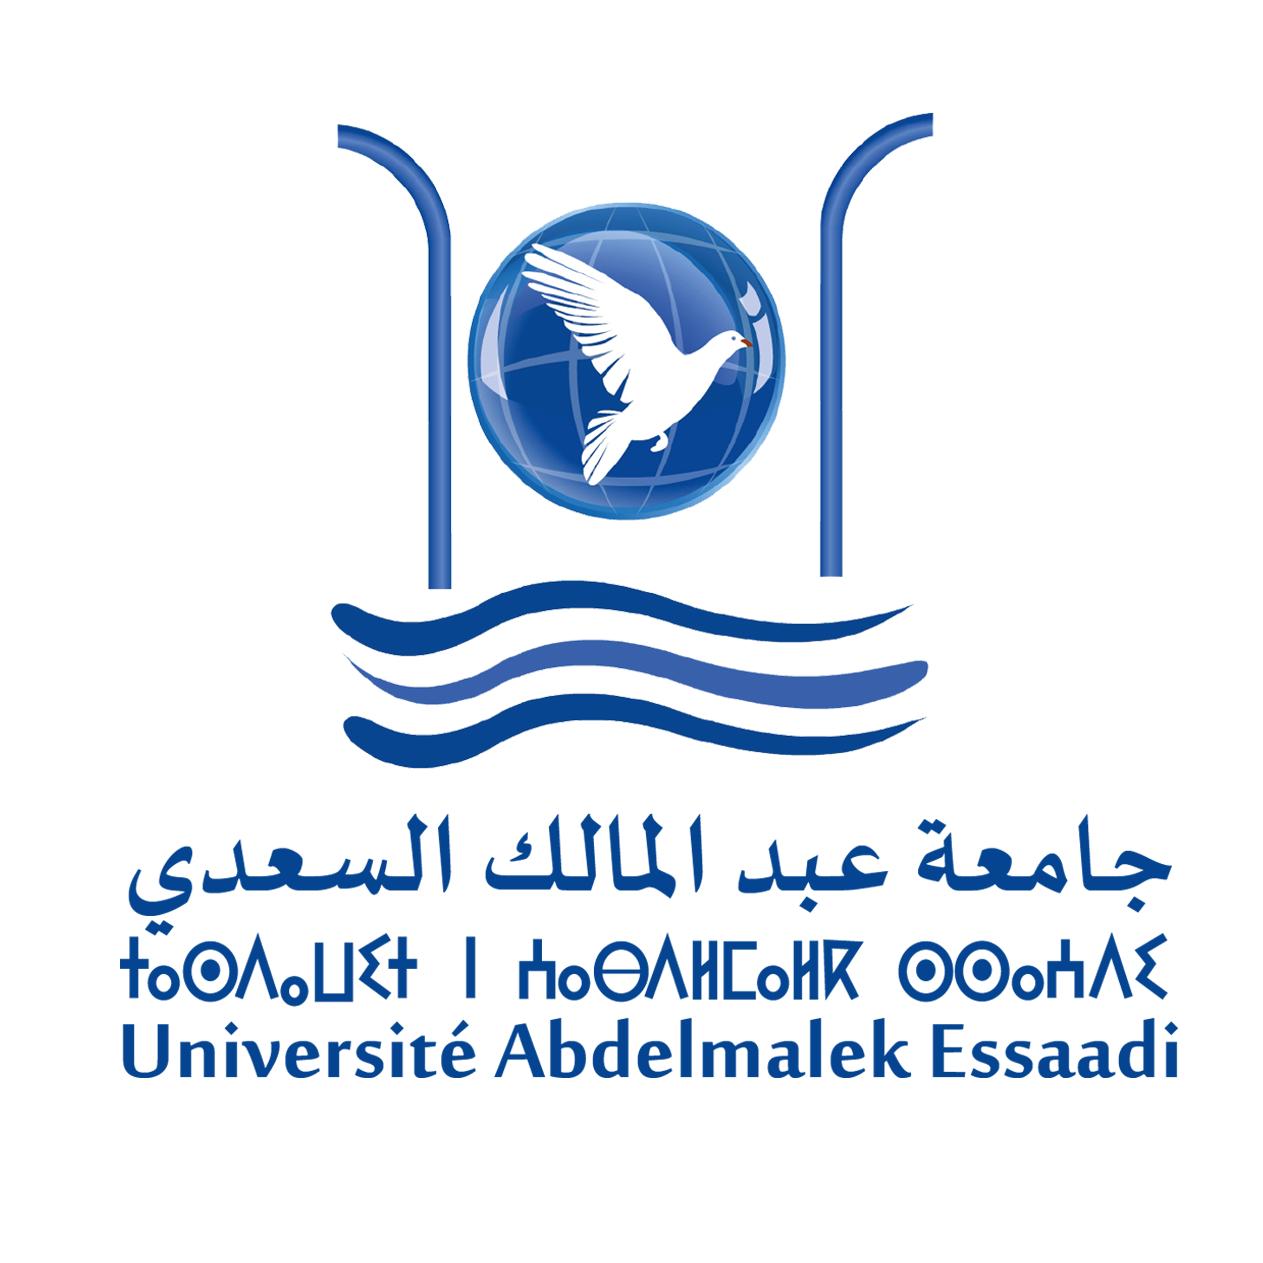 جامعة عبد المالك السعدي
ⵜⴰⵙⴷⴰⵡⵉⵜ ⵏ ⵄⴰⴱⴷⵍⵎⴰⵍⴽ ⵙⵙⴰⵄⴷⵉ
Université Abdelmalek Essaadi